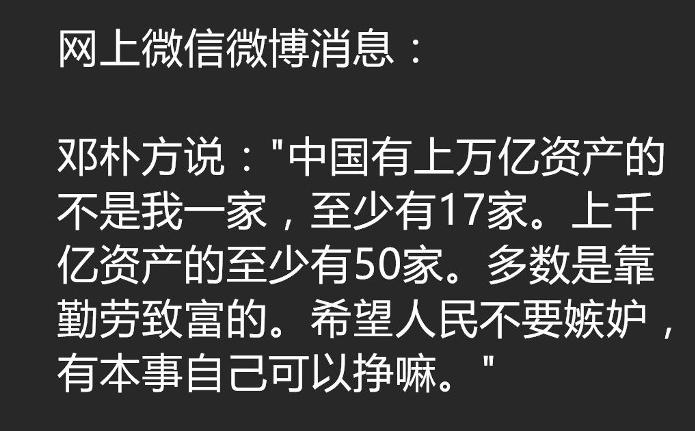 网上微信微博消息：
邓朴方说："中国有上万亿资产的
不是我一家，至少有17家。上千
亿资产的至少有50家。多数是靠
勤劳致富的。希望人民不要嫉妒，
有本事自己可以挣嘛。"